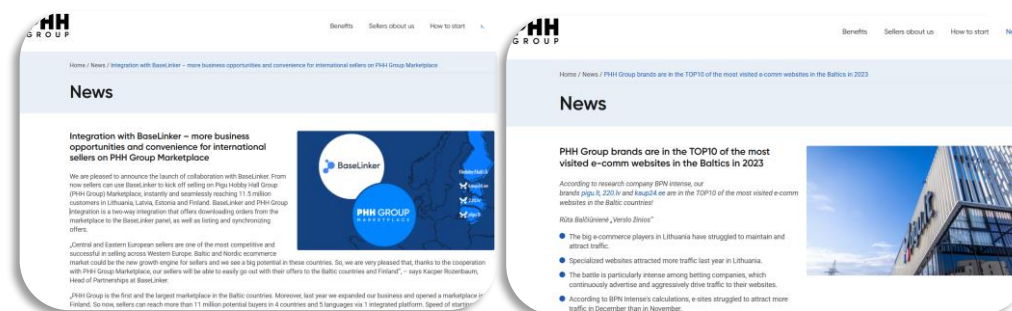 PHH
GROUP
Benefits
Sellers about us
How to start
Home / News / Integration with BaseLinker – more business opportunities and convenience for international sellers on PHH Group Marketplace
News
Integration with BaseLinker – more business
opportunities and convenience for international
sellers on PHH Group Marketplace
We are pleased to announce the launch of collaboration with BaseLinker. From
now sellers can use BaseLinker to kick off selling on Pigu Hobby Hall Group
(PHH Group) Marketplace, instantly and seamlessly reaching 11.5 million
customers in Lithuania, Latvia, Estonia and Finland. BaseLinker and PHH Group
integration is a two-way integration that offers downloading orders from the
marketplace to the BaseLinker panel, as well as listing and synchronizing
offers.
BaseLinker
PHH GROUP
MARKETPLACE
Hobby Hall.fi
kaup24.ee
220.lv
pigu.lt
„Central and Eastern European sellers are one of the most competitive and
successful in selling across Western Europe. Baltic and Nordic ecommerce
market could be the new growth engine for sellers and we see a big potential in these countries. So, we are very pleased that, thanks to the cooperation
with PHH Group Marketplace, our sellers will be able to easily go out with their offers to the Baltic countries and Finland", – says Kacper Rozenbaum,
Head of Partnerships at BaseLinker.
„PHH Group is the first and the largest marketplace in the Baltic countries. Moreover, last year we expanded our business and opened a marketplace in
Finland. So now, sellers can reach more than 11 million potential buyers in 4 countries and 5 languages via 1 integrated platform. Speed of starting
PHH
GROUP
Benefits
Sellers about us
How to start
Home / News / PHH Group brands are in the TOP10 of the most visited e-comm websites in the Baltics in 2023
News
PHH Group brands are in the TOP10 of the most
visited e-comm websites in the Baltics in 2023
According to research company BPN intense, our
brands pigu.lt, 220.lv and kaup24.ee are in the TOP10 of the most visited e-comm
websites in the Baltic countries!
Rūta Balčiūnienė „Verslo žinios"
The big e-commerce players in Lithuania have struggled to maintain and
attract traffic.
Specialized websites attracted more traffic last year in Lithuania.
The battle is particularly intense among betting companies, which
continuously advertise and aggressively drive traffic to their websites.
According to BPN Intense's calculations, e-sites struggled to attract more
traffic in December than in November.